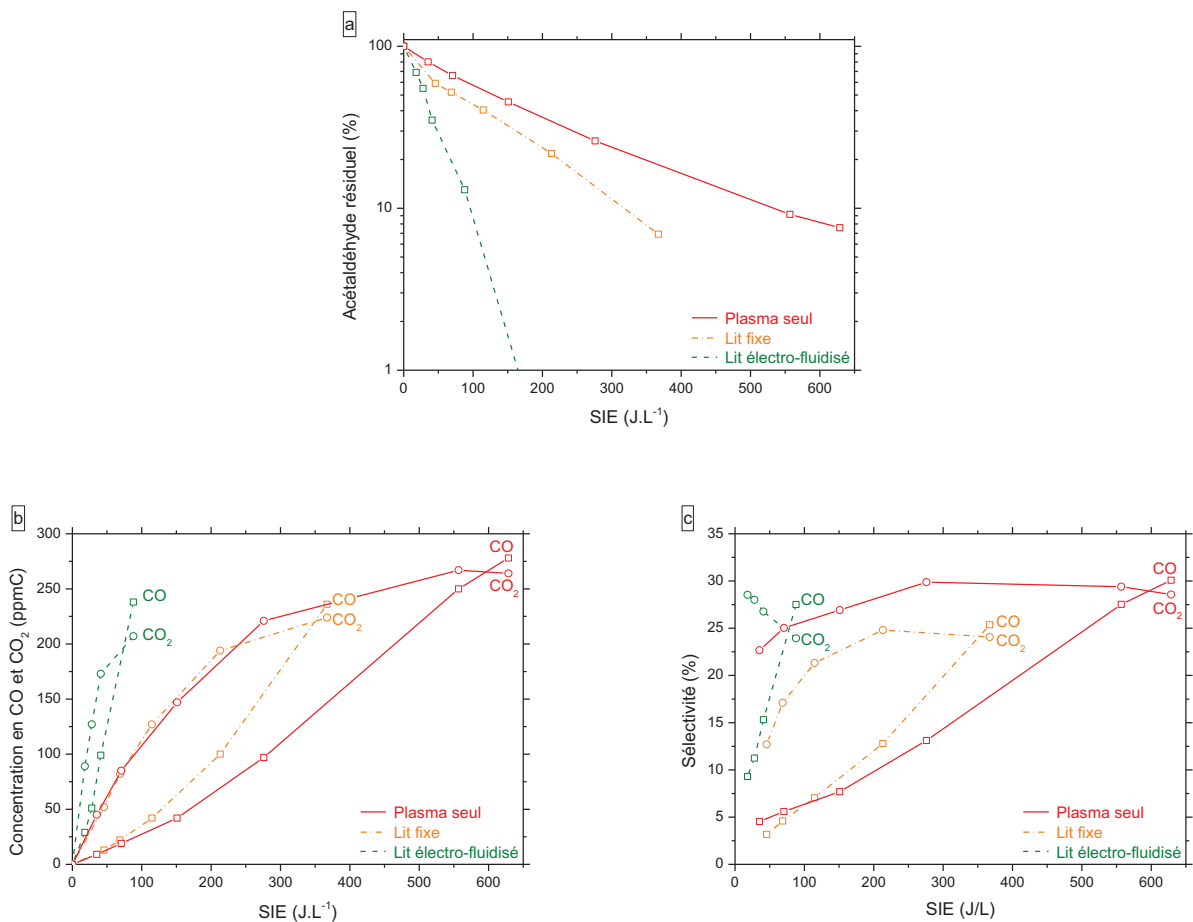 a
100
10
1
Acétaldéhyde résiduel (%)
Plasma seul
Lit fixe
Lit électro-fluidisé
0 100 200 300 400 500 600
SIE (J.L⁻¹)
b
300
250
200
150
100
50
0
Concentration en CO et CO₂ (ppmC)
CO
CO₂
CO
CO₂
CO
CO₂
Plasma seul
Lit fixe
Lit électro-fluidisé
0 100 200 300 400 500 600
SIE (J.L⁻¹)
c
35
30
25
20
15
10
5
0
Sélectivité (%)
CO
CO₂
CO
CO₂
CO
CO₂
Plasma seul
Lit fixe
Lit électro-fluidisé
0 100 200 300 400 500 600
SIE (J/L)